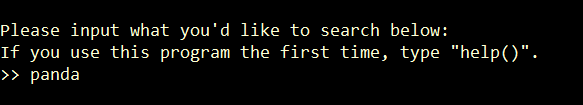 Please input what you'd like to search below:
If you use this program the first time, type "help()".
>> panda